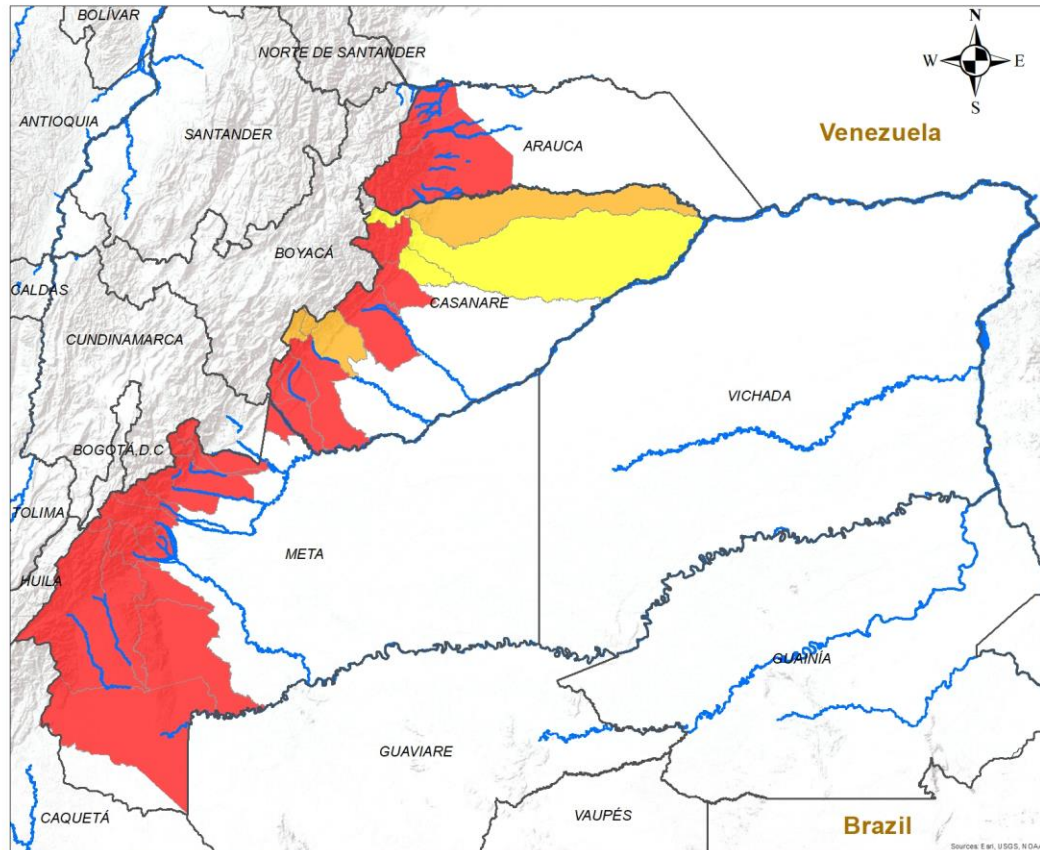 BOLÍVAR
N
NORTE DE SANTANDER
W
E
S
ANTIOQUIA
SANTANDER
Venezuela
ARAUCA
BOYACÁ
CALDAS
CASANARE
CUNDINAMARCA
VICHADA
BOGOTÁ, D.C
TOLIMA
META
HUILA
GUAINÍA
GUAVIARE
CAQUETÁ
VAUPÉS
Brazil
Sources: Esri, USGS, NOAA